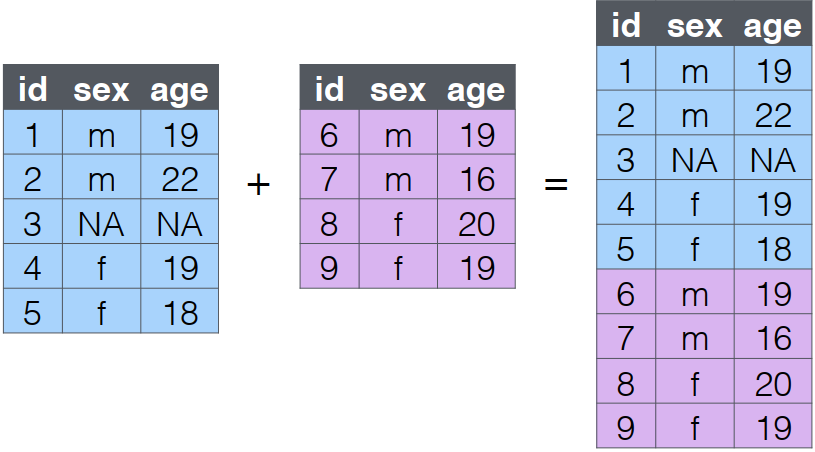 id sex age
1 m 19
2 m 22
3 NA NA
4 f 19
5 f 18
+
id sex age
6 m 19
7 m 16
8 f 20
9 f 19
=
id sex age
1 m 19
2 m 22
3 NA NA
4 f 19
5 f 18
6 m 19
7 m 16
8 f 20
9 f 19